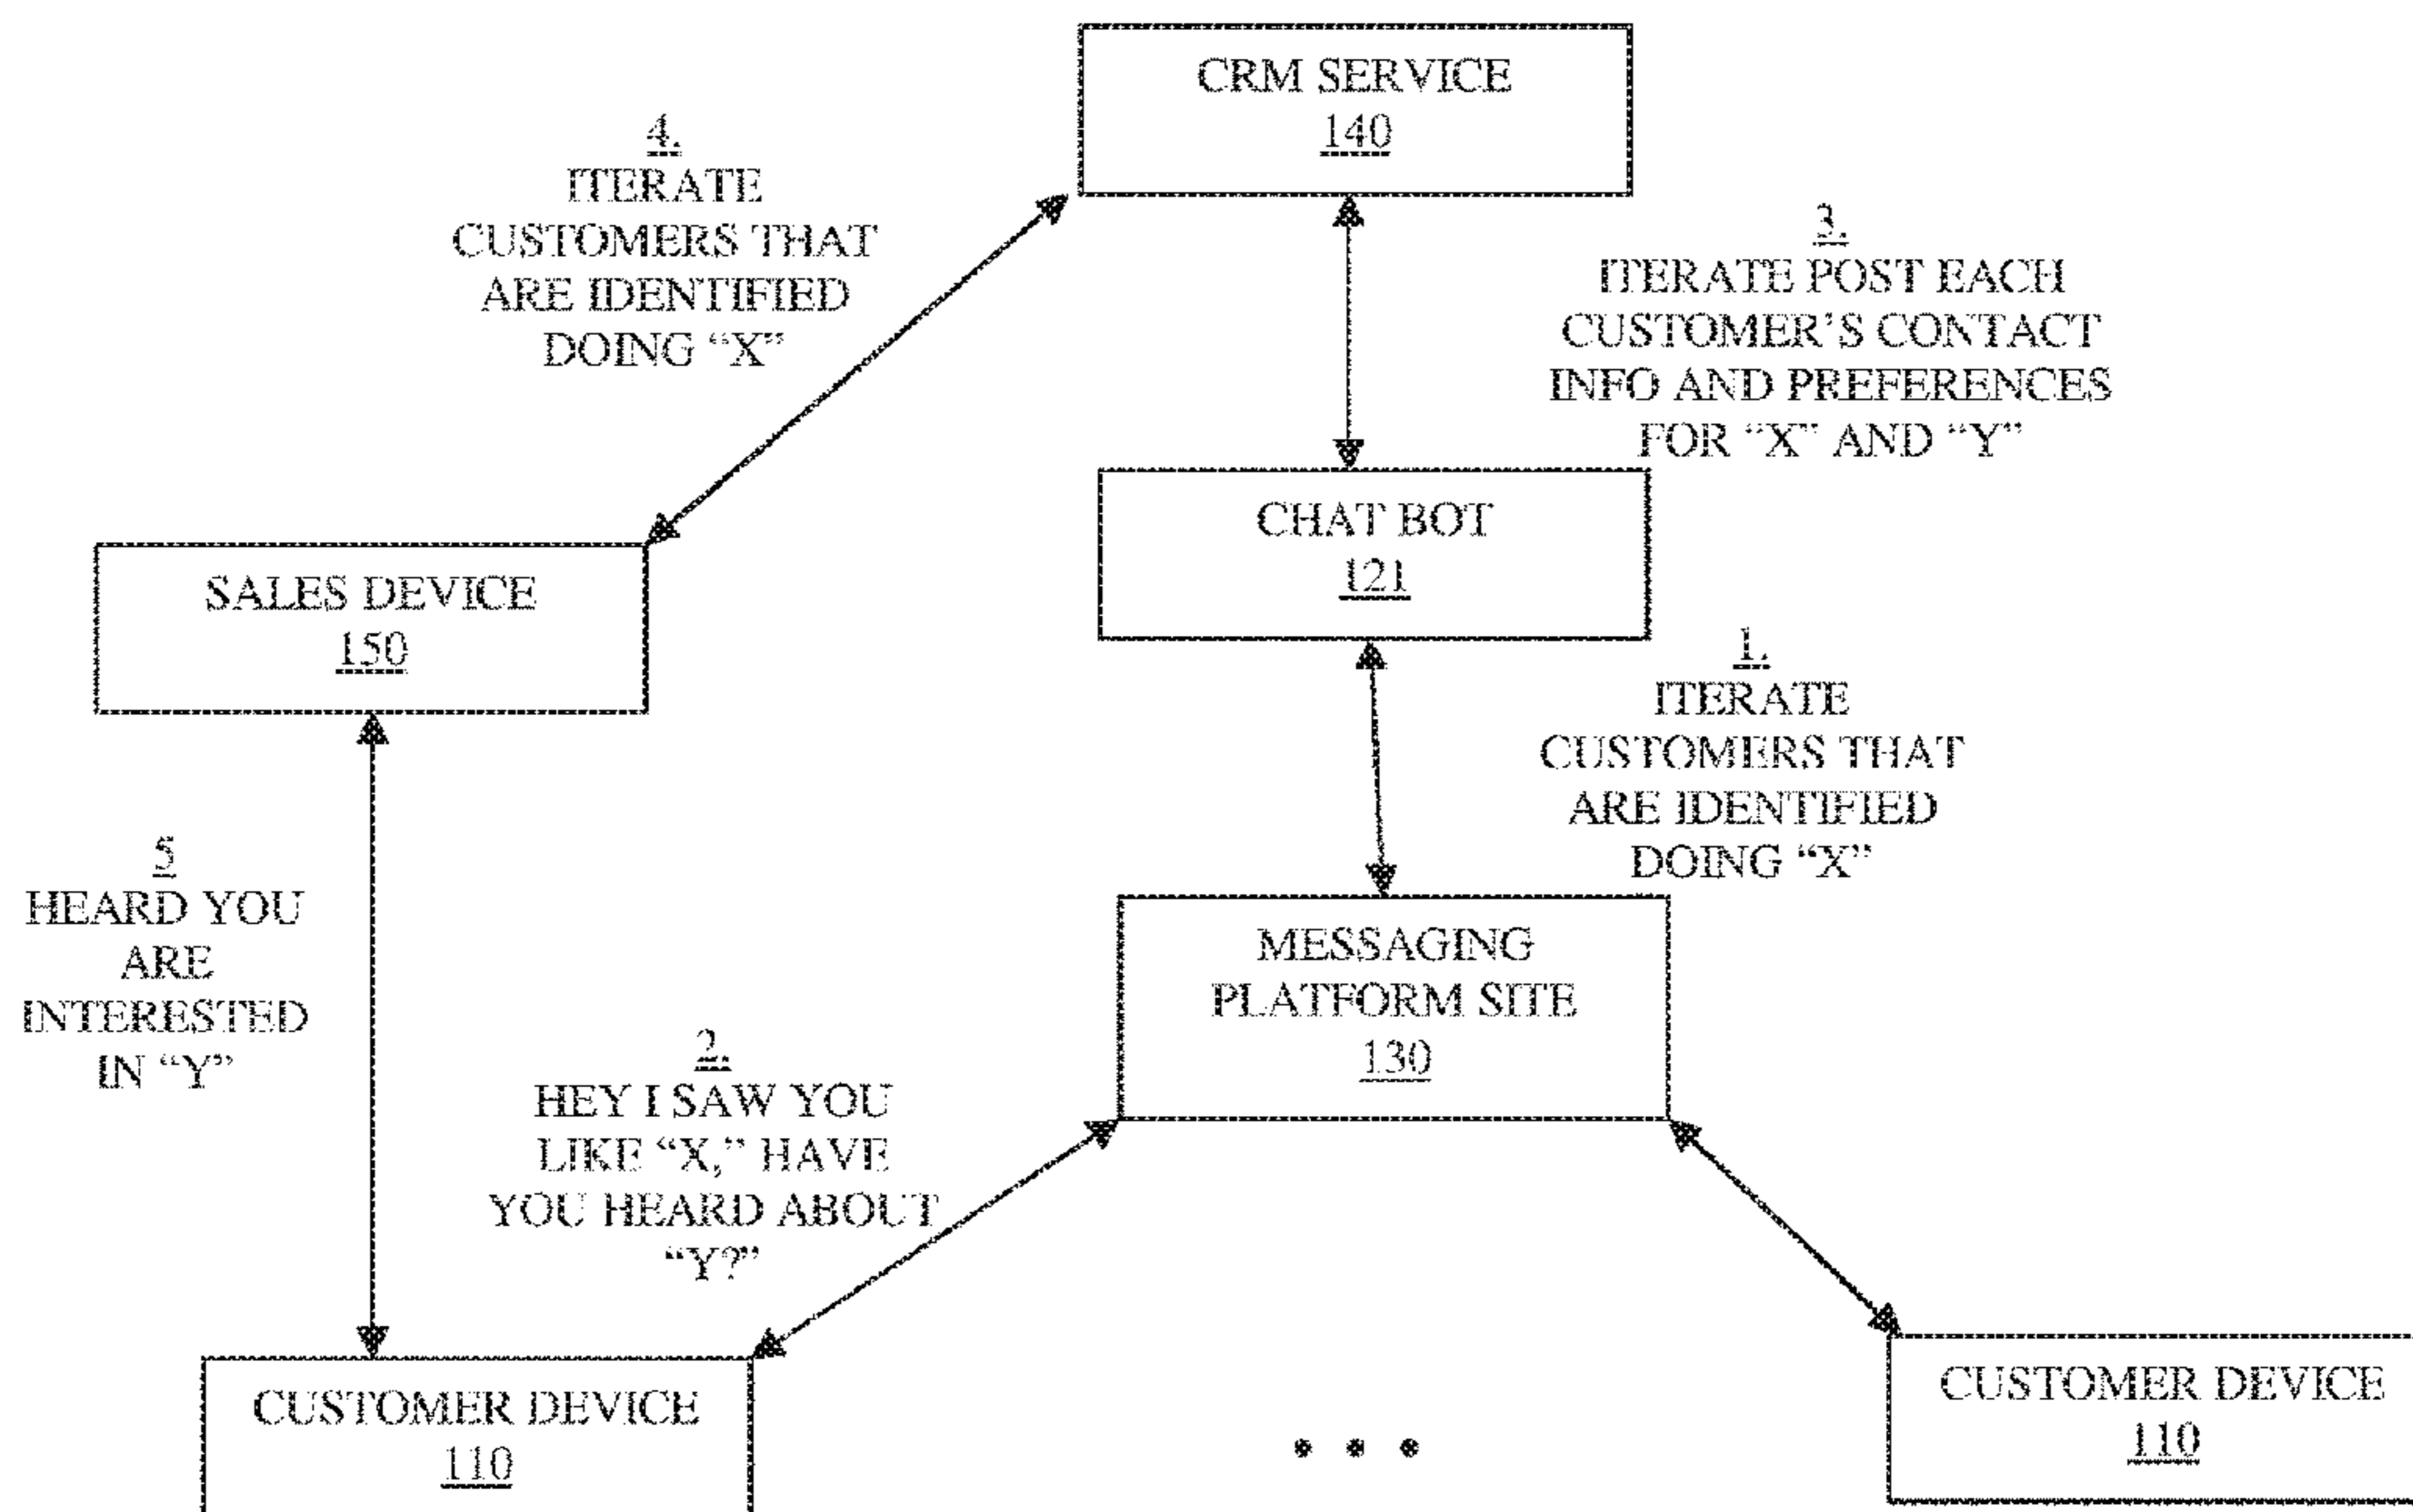 CRM SERVICE
140
4.
ITERATE
CUSTOMERS THAT
ARE IDENTIFIED
DOING “X”
3.
ITERATE POST EACH
CUSTOMER’S CONTACT
INFO AND PREFERENCES
FOR “X” AND “Y”
CHAT BOT
121
SALES DEVICE
150
1.
ITERATE
CUSTOMERS THAT
ARE IDENTIFIED
DOING “X”
5
HEARD YOU
ARE
INTERESTED
IN “Y”
MESSAGING
PLATFORM SITE
130
2.
HEY I SAW YOU
LIKE “X,” HAVE
YOU HEARD ABOUT
“Y?”
CUSTOMER DEVICE
110
• • •
CUSTOMER DEVICE
110